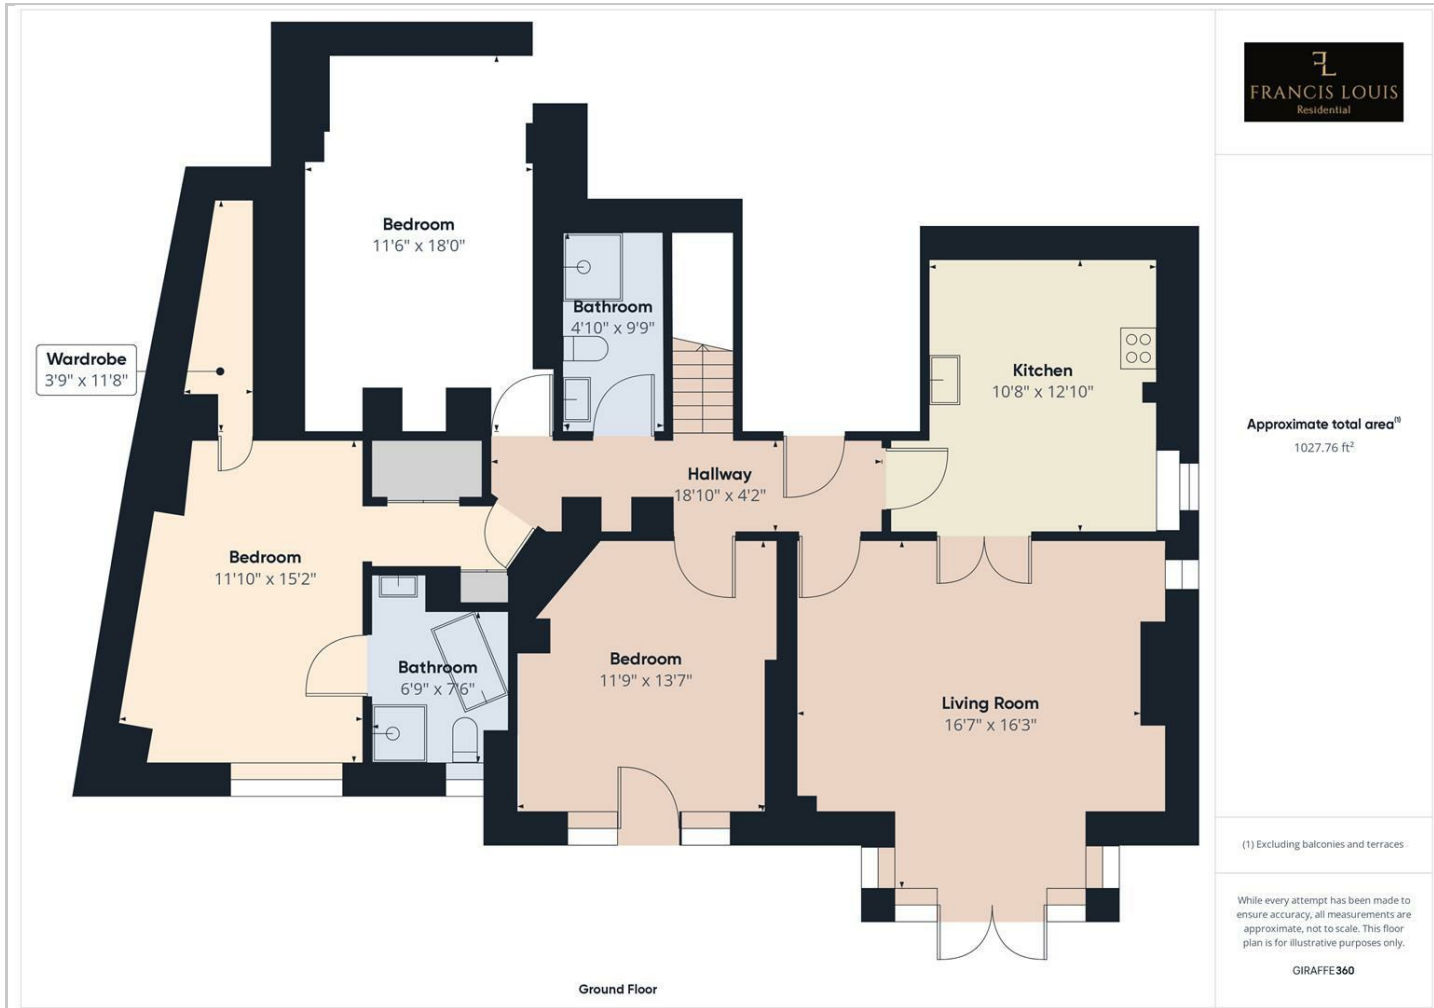 FL
FRANCIS LOUIS
Residential
Bedroom
11'6" x 18'0"
Bathroom
4'10" x 9'9"
Wardrobe
3'9" x 11'8"
Kitchen
10'8" x 12'10"
Hallway
18'10" x 4'2"
Bedroom
11'10" x 15'2"
Bathroom
6'9" x 7'6"
Bedroom
11'9" x 13'7"
Living Room
16'7" x 16'3"
Ground Floor
Approximate total area(1)
1027.76 ft²
(1) Excluding balconies and terraces
While every attempt has been made to
ensure accuracy, all measurements are
approximate, not to scale. This floor
plan is for illustrative purposes only.
GIRAFFE360